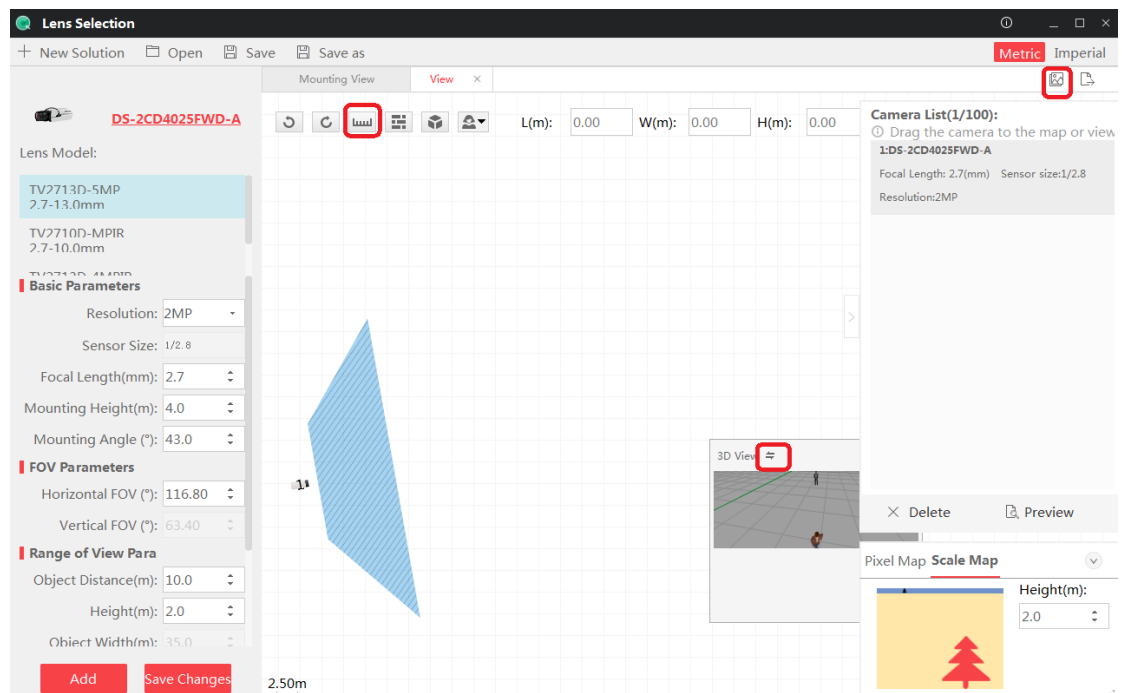 Lens Selection
New Solution Open Save Save as Metric Imperial
Mounting View View
DS-2CD4025FWD-A
Lens Model:
TV2713D-5MP
2.7-13.0mm
TV2710D-MPIR
2.7-10.0mm
TV2713D-4MPIR
Basic Parameters
Resolution: 2MP
Sensor Size: 1/2.8
Focal Length(mm): 2.7
Mounting Height(m): 4.0
Mounting Angle (°): 43.0
FOV Parameters
Horizontal FOV (°): 116.80
Vertical FOV (°): 63.40
Range of View Para
Object Distance(m): 10.0
Height(m): 2.0
Object Width(m): 35.0
Add Save Changes
L(m): 0.00 W(m): 0.00 H(m): 0.00
3D View
2.50m
Camera List(1/100):
Drag the camera to the map or view
1:DS-2CD4025FWD-A
Focal Length: 2.7(mm) Sensor size:1/2.8
Resolution:2MP
Delete Preview
Pixel Map Scale Map
Height(m):
2.0